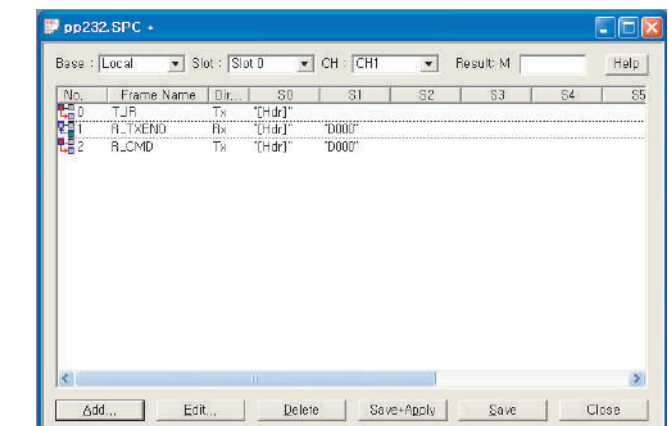 pp232.SPC *
Base : Local Slot : Slot 0 CH : CH1 Result: M Help
No. Frame Name Dir... S0 S1 S2 S3 S4 S5
0 T_IR Tx "[Hdr]"
1 R_TXEND Rx "[Hdr]" "D000"
2 R_CMD Tx "[Hdr]" "D000"
Add... Edit... Delete Save+Apply Save Close